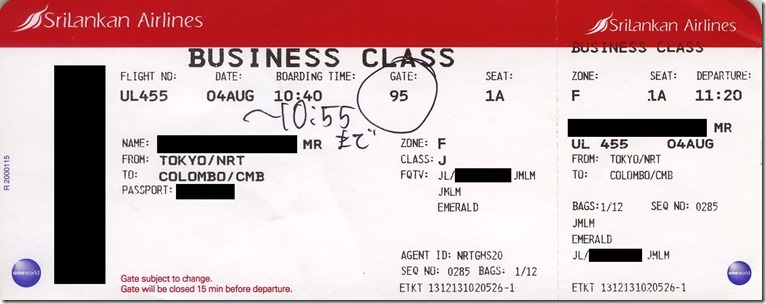 SriLankan Airlines
SriLankan Airlines
BUSINESS CLASS
FLIGHT NO: DATE: BOARDING TIME: GATE: SEAT:
UL455 04AUG 10:40 95 1A
～10:55
まで
NAME: MR ZONE: F
FROM: TOKYO/NRT CLASS: J
TO: COLOMBO/CMB FQTV: JL/ JMLM
PASSPORT: JMLM
EMERALD
AGENT ID: NRTGHS20
SEQ NO: 0285 BAGS: 1/12
ETKT 1312131020526-1
Gate subject to change.
Gate will be closed 15 min before departure.
oneworld
R 2000115
BUSINESS CLASS
ZONE: SEAT: DEPARTURE:
F 1A 11:20
MR
UL 455 04AUG
FROM: TOKYO/NRT
TO: COLOMBO/CMB
BAGS:1/12 SEQ NO: 0285
JMLM
EMERALD
JL/ JMLM
ETKT 1312131020526-1
oneworld